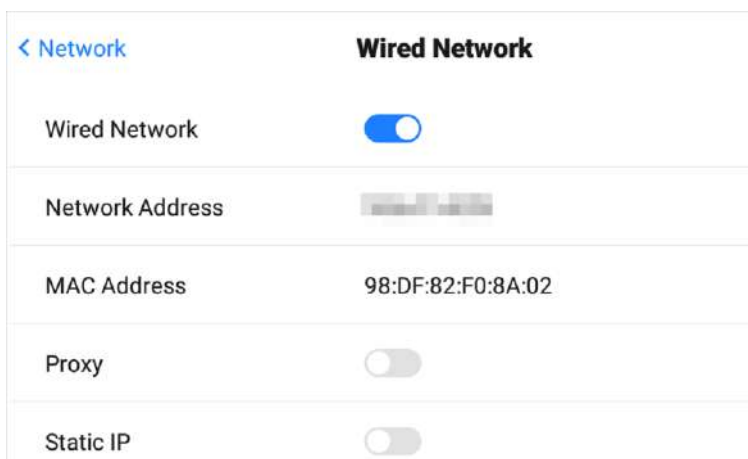 < Network Wired Network
Wired Network
Network Address
MAC Address 98:DF:82:F0:8A:02
Proxy
Static IP